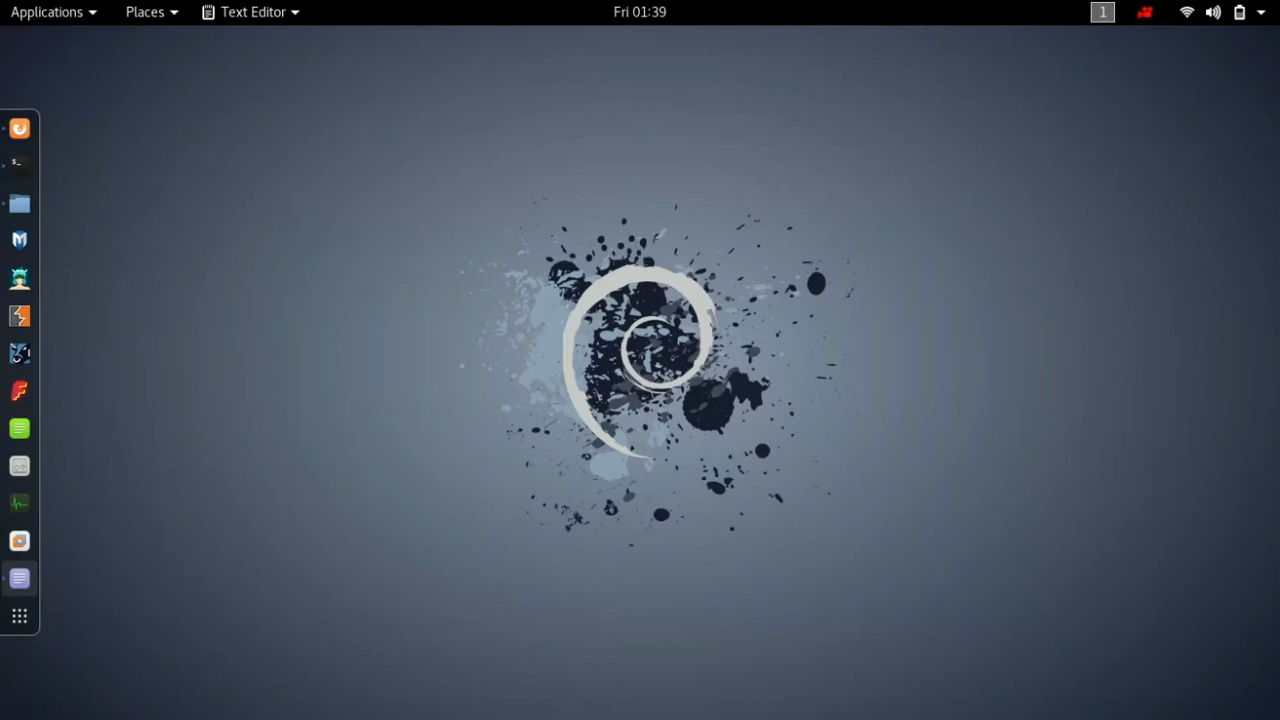 Applications
Places
Text Editor
Fri 01:39
1
$_
M
F